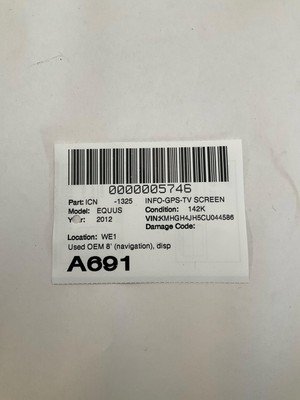 0000005746
Part: ICN -1325 INFO-GPS-TV SCREEN
Model: EQUUS Condition: 142K
Year: 2012 VIN:KMHGH4JH5CU044586
Damage Code:
Location: WE1
Used OEM 8' (navigation), disp
A691